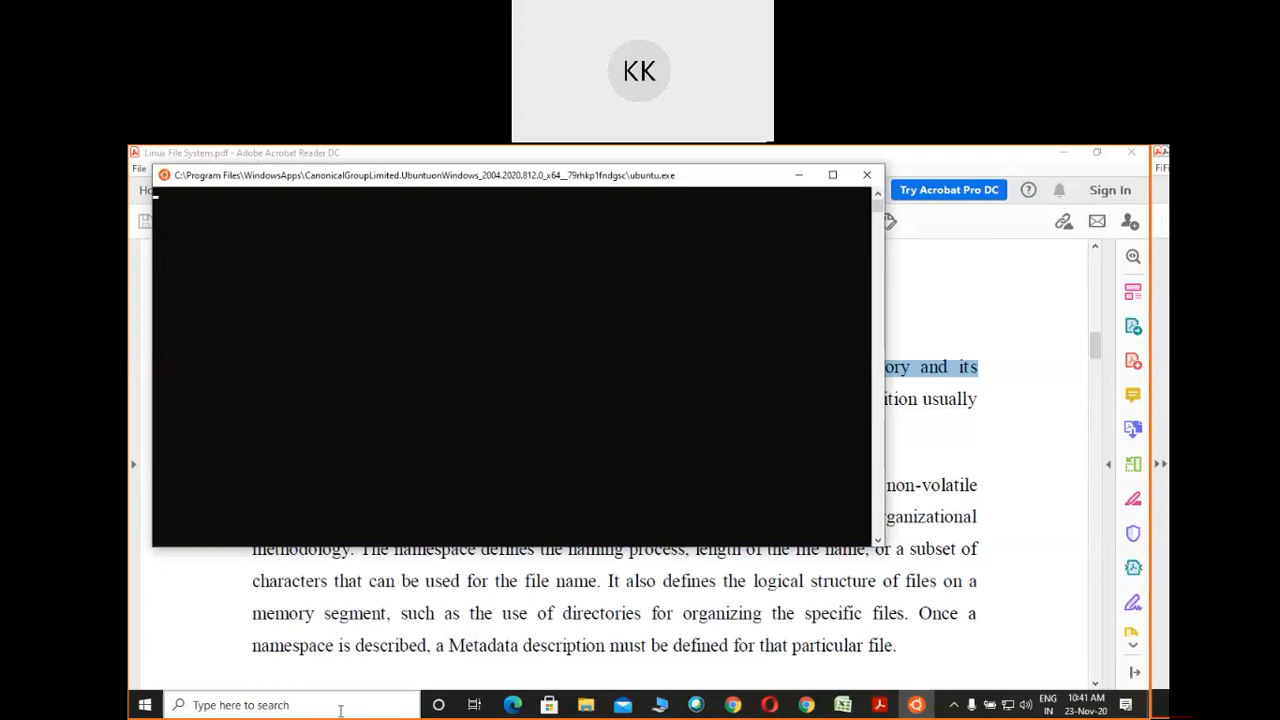 KK
Linux File System.pdf - Adobe Acrobat Reader DC
File
C:\Program Files\WindowsApps\CanonicalGroupLimited.UbuntuonWindows_2004.2020.812.0_x64__79rhkp1fndgsc\ubuntu.exe
Ho
Try Acrobat Pro DC
Sign In
ory and its
ition usually
non-volatile
ganizational
methodology. The namespace defines the naming process, length of the file name, or a subset of
characters that can be used for the file name. It also defines the logical structure of files on a
memory segment, such as the use of directories for organizing the specific files. Once a
namespace is described, a Metadata description must be defined for that particular file.
Type here to search
ENG
IN
10:41 AM
23-Nov-20